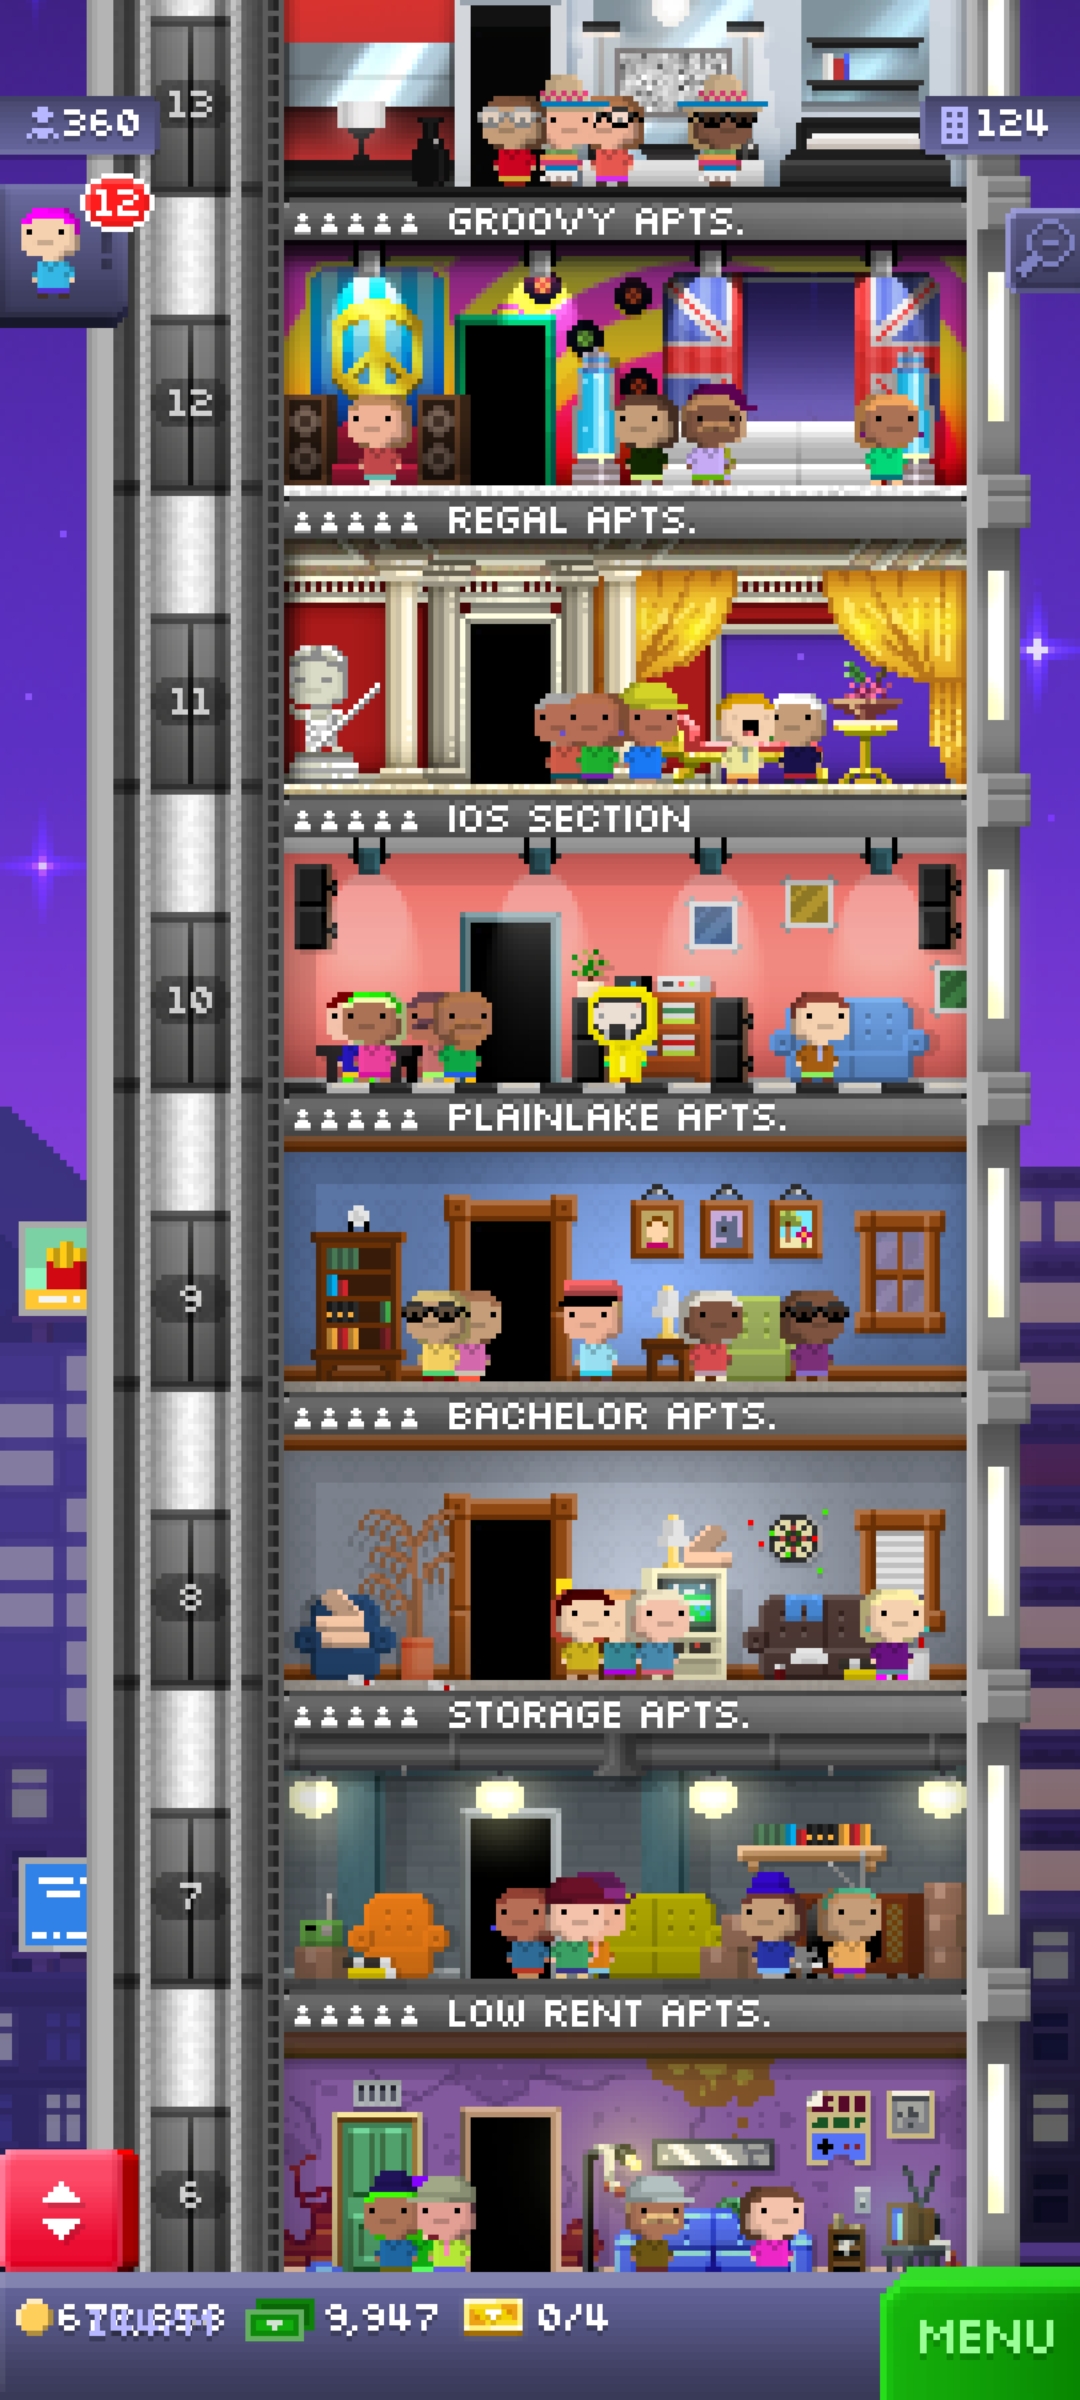 13
360
124
12
GROOVY APTS.
12
REGAL APTS.
11
IOS SECTION
10
PLAINLAKE APTS.
9
BACHELOR APTS.
8
STORAGE APTS.
7
LOW RENT APTS.
6
9,947
0/4
MENU